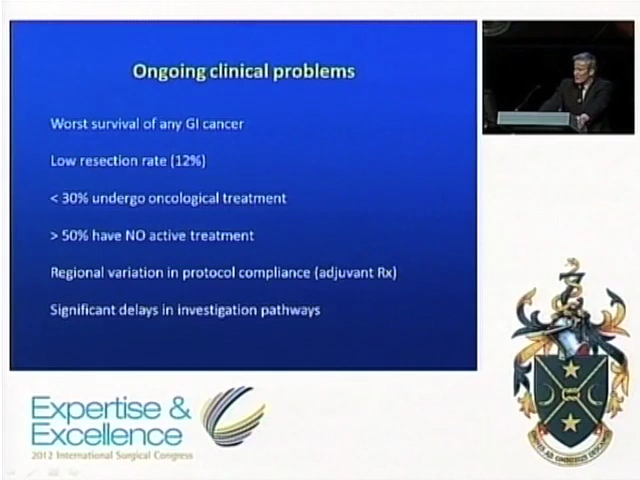 Ongoing clinical problems
Worst survival of any GI cancer
Low resection rate (12%)
< 30% undergo oncological treatment
> 50% have NO active treatment
Regional variation in protocol compliance (adjuvant Rx)
Significant delays in investigation pathways
Expertise &
Excellence
2012 International Surgical Congress